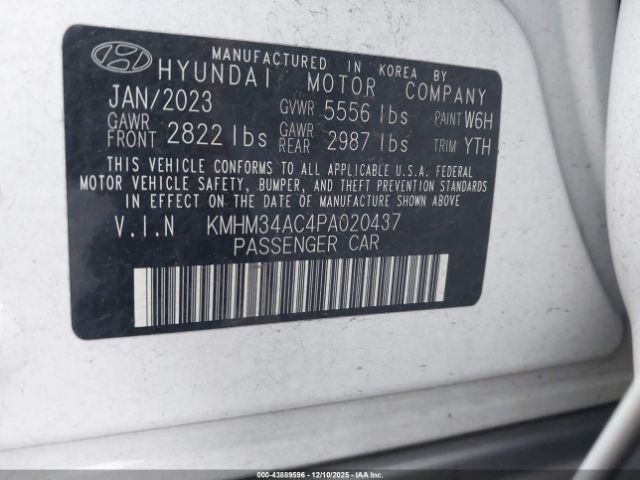 MANUFACTURED IN KOREA BY
HYUNDAI MOTOR COMPANY
JAN/2023 GVWR 5556 lbs PAINT W6H
GAWR FRONT 2822 lbs GAWR REAR 2987 lbs TRIM YTH
THIS VEHICLE CONFORMS TO ALL APPLICABLE U.S.A. FEDERAL
MOTOR VEHICLE SAFETY, BUMPER, AND THEFT PREVENTION STANDARDS
IN EFFECT ON THE DATE OF MANUFACTURE SHOWN ABOVE
V.I.N KMHM34AC4PA020437
PASSENGER CAR
000-43889596 - 12/10/2025 - IAA Inc.